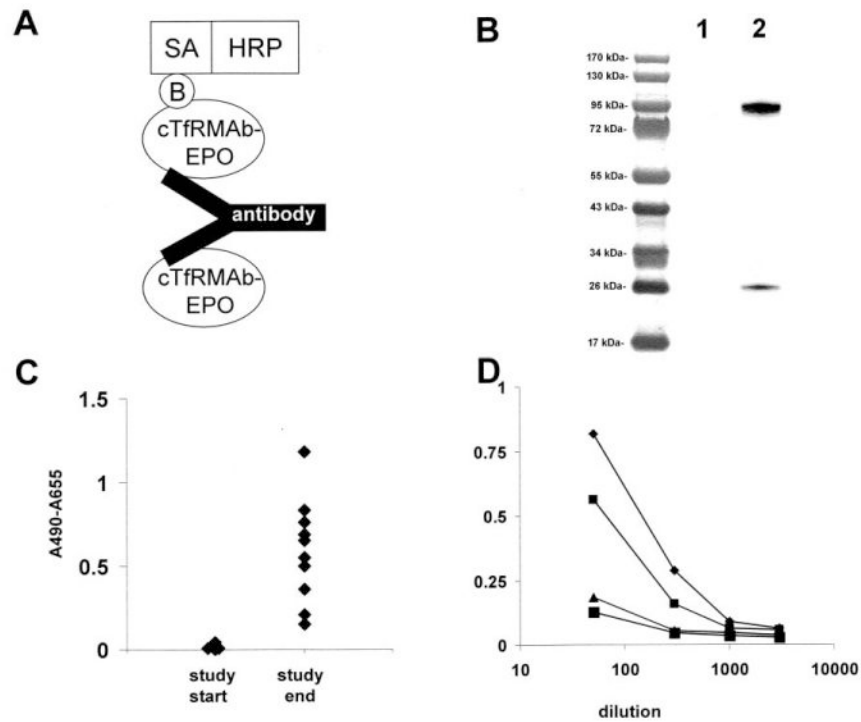 A
SA HRP
B
cTfRMAb-
EPO
antibody
cTfRMAb-
EPO
B
1 2
170 kDa-
130 kDa-
95 kDa-
72 kDa-
55 kDa-
43 kDa-
34 kDa-
26 kDa-
17 kDa-
C
A490-A655
1.5
1
0.5
0
study
start
study
end
D
1
0.75
0.5
0.25
0
10 100 1000 10000
dilution